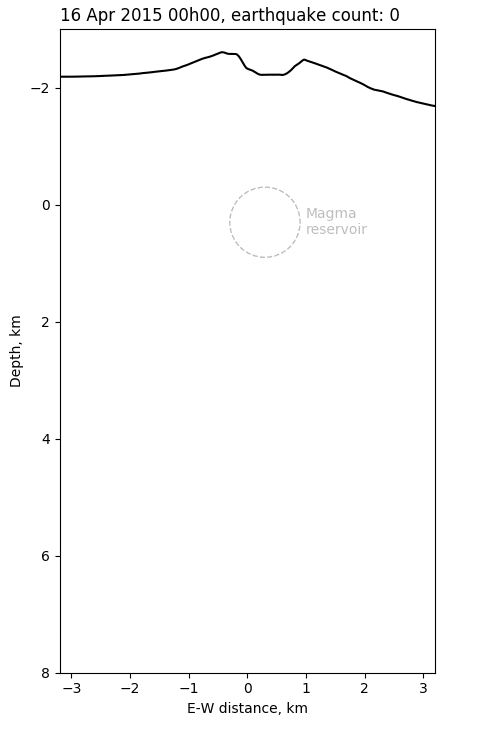 16 Apr 2015 00h00, earthquake count: 0
−2
0
2
4
6
8
Depth, km
Magma
reservoir
−3 −2 −1 0 1 2 3
E-W distance, km